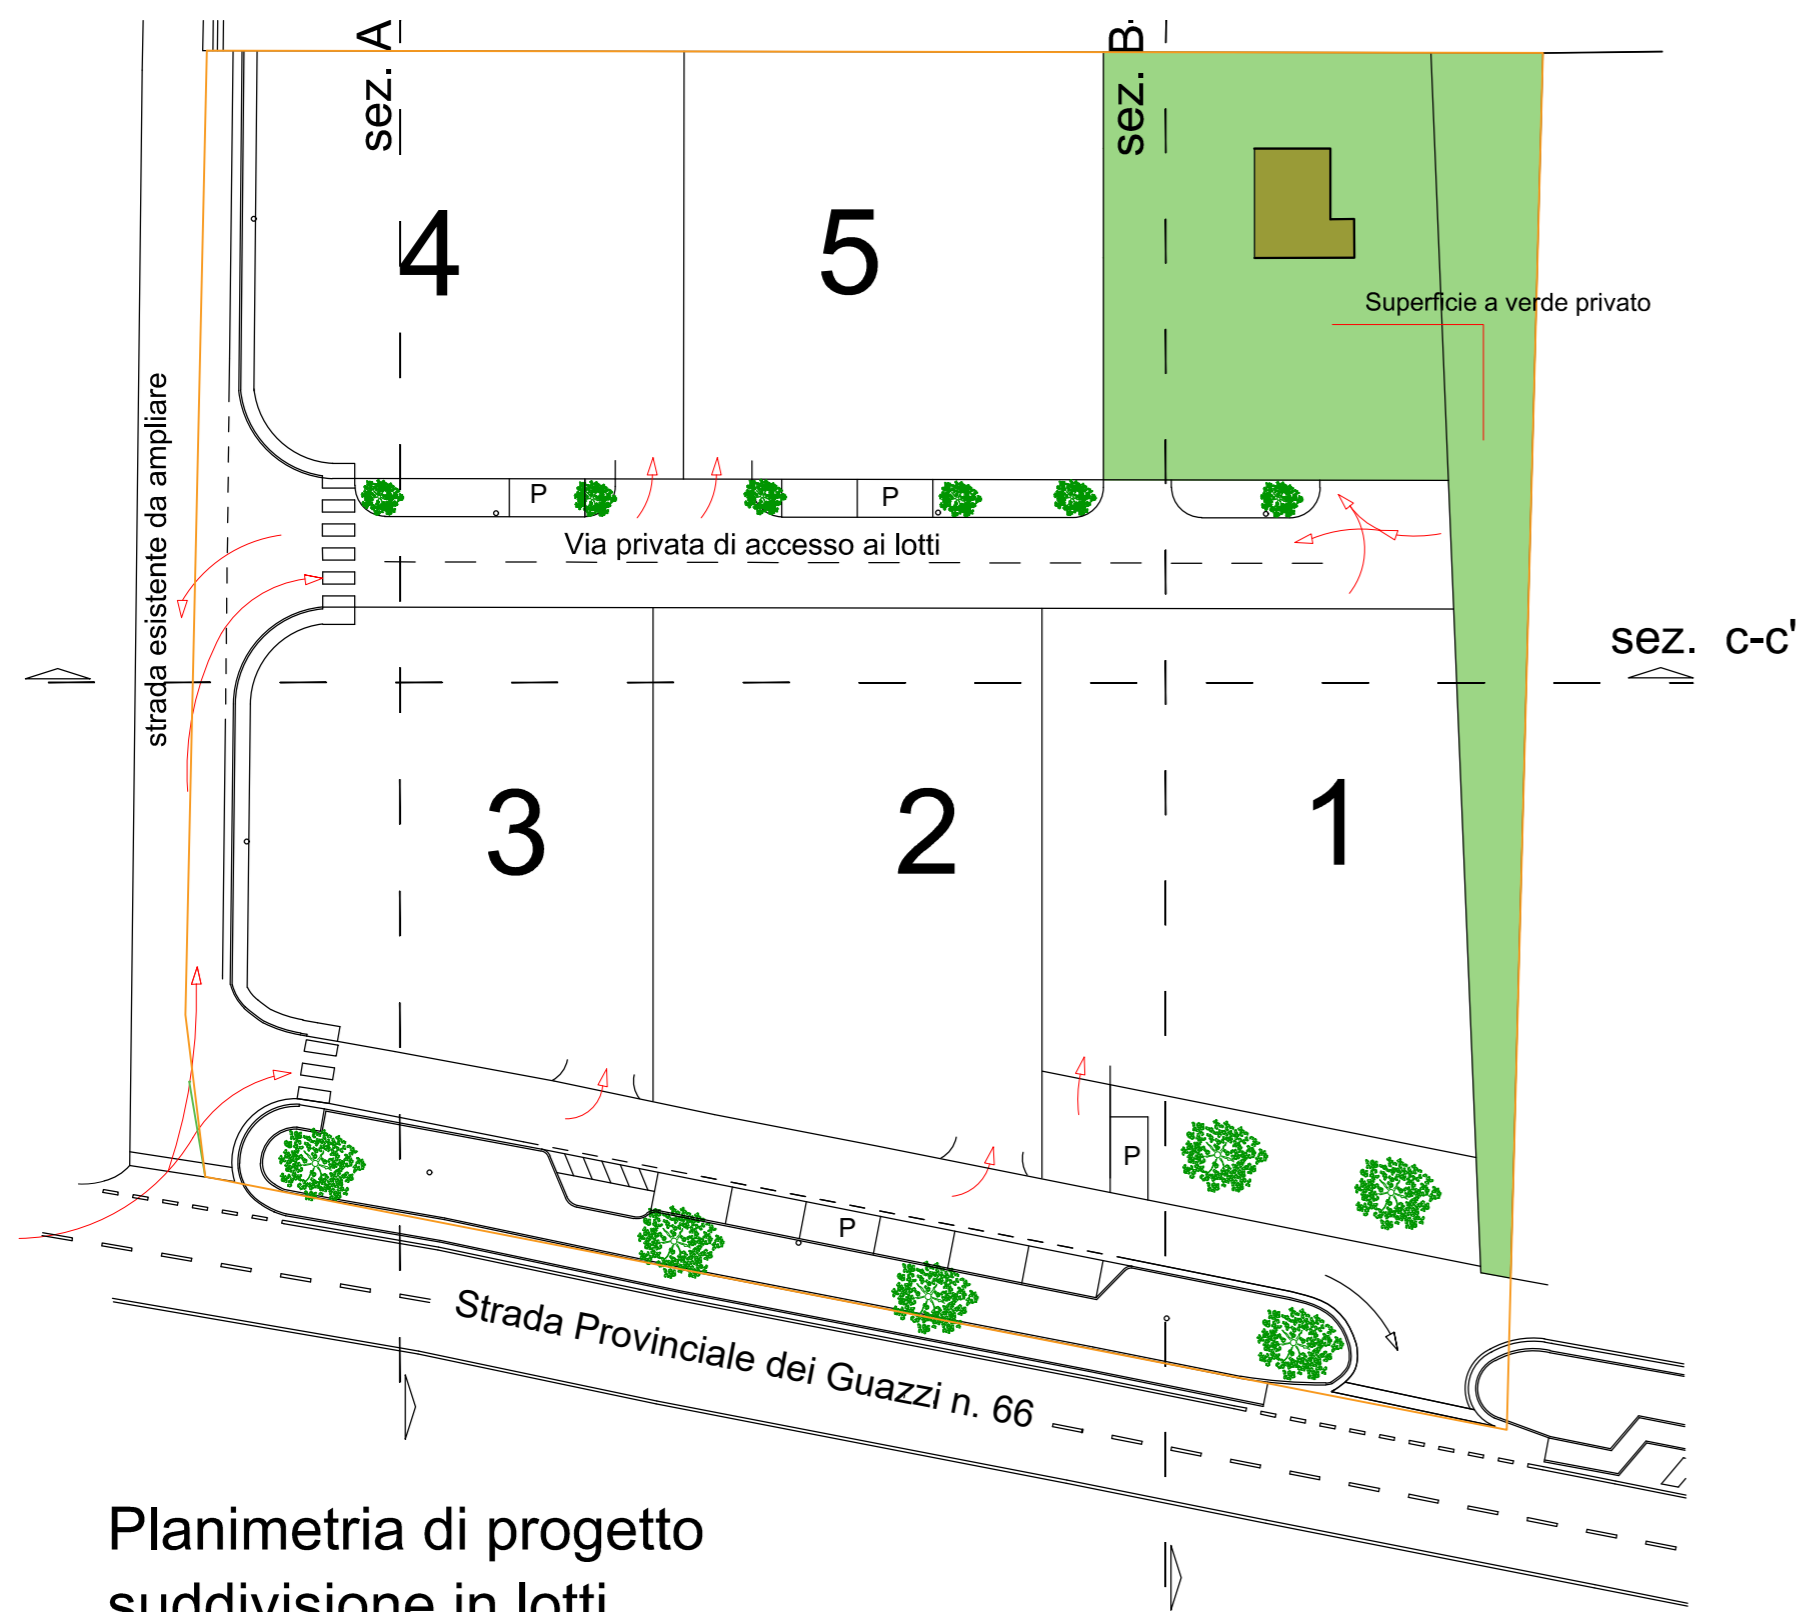 sez. A
sez. B
4
5
Superficie a verde privato
strada esistente da ampliare
P
P
Via privata di accesso ai lotti
sez. c-c'
3
2
1
P
P
Strada Provinciale dei Guazzi n. 66
Planimetria di progetto
suddivisione in lotti